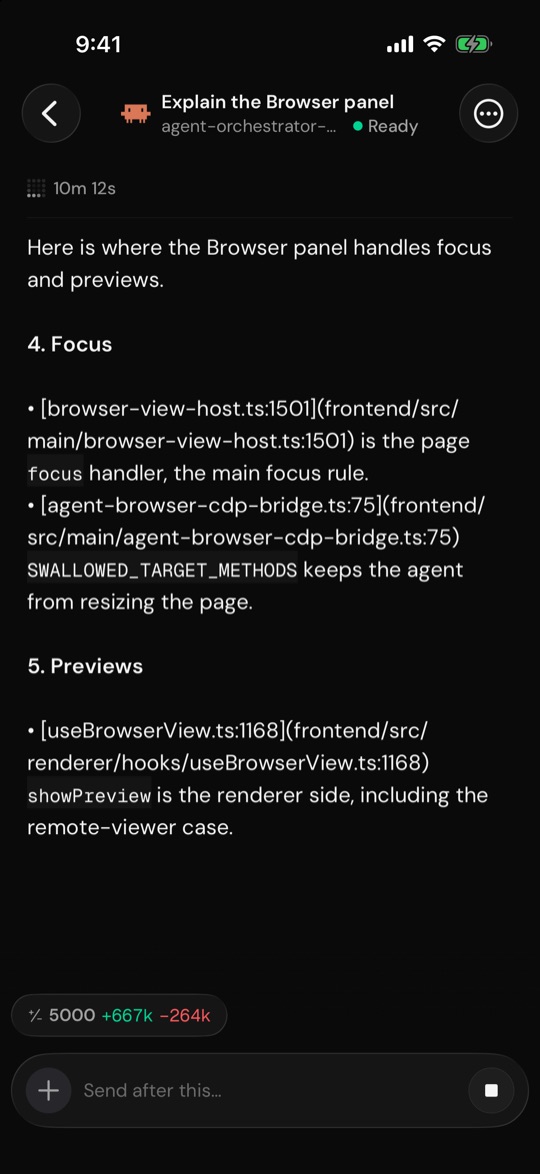 9:41
Explain the Browser panel
agent-orchestrator-... Ready
10m 12s
Here is where the Browser panel handles focus
and previews.
4. Focus
• [browser-view-host.ts:1501](frontend/src/
main/browser-view-host.ts:1501) is the page
focus handler, the main focus rule.
• [agent-browser-cdp-bridge.ts:75](frontend/
src/main/agent-browser-cdp-bridge.ts:75)
SWALLOWED_TARGET_METHODS keeps the agent
from resizing the page.
5. Previews
• [useBrowserView.ts:1168](frontend/src/
renderer/hooks/useBrowserView.ts:1168)
showPreview is the renderer side, including the
remote-viewer case.
+/- 5000 +667k -264k
Send after this...